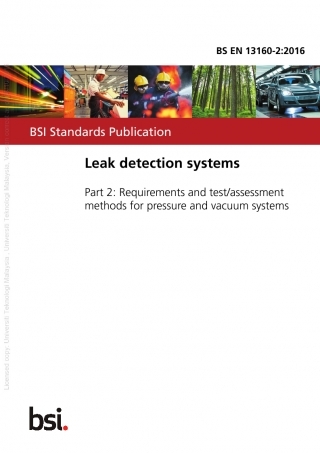 BS EN 13160-2:2016
BSI Standards Publication
Leak detection systems
Part 2: Requirements and test/assessment
methods for pressure and vacuum systems
bsi.
Licensed copy: Universiti Teknologi Malaysia, Universiti Teknologi Malaysia, Version